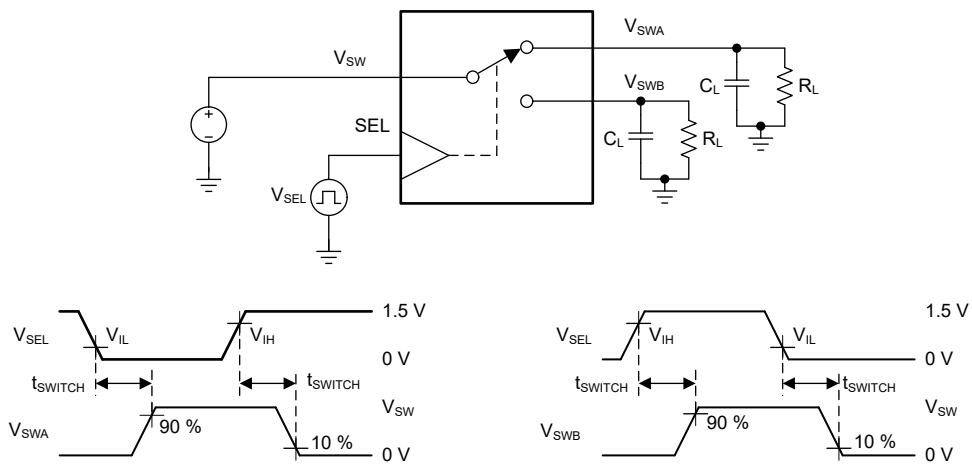 V_SWA
V_SW
V_SWB
+
−
SEL
C_L
R_L
C_L
R_L
V_SEL
1.5 V
V_SEL
V_IL
V_IH
0 V
t_SWITCH
t_SWITCH
V_SW
V_SWA
90 %
10 %
0 V
1.5 V
V_SEL
V_IH
V_IL
0 V
t_SWITCH
t_SWITCH
V_SW
V_SWB
90 %
10 %
0 V